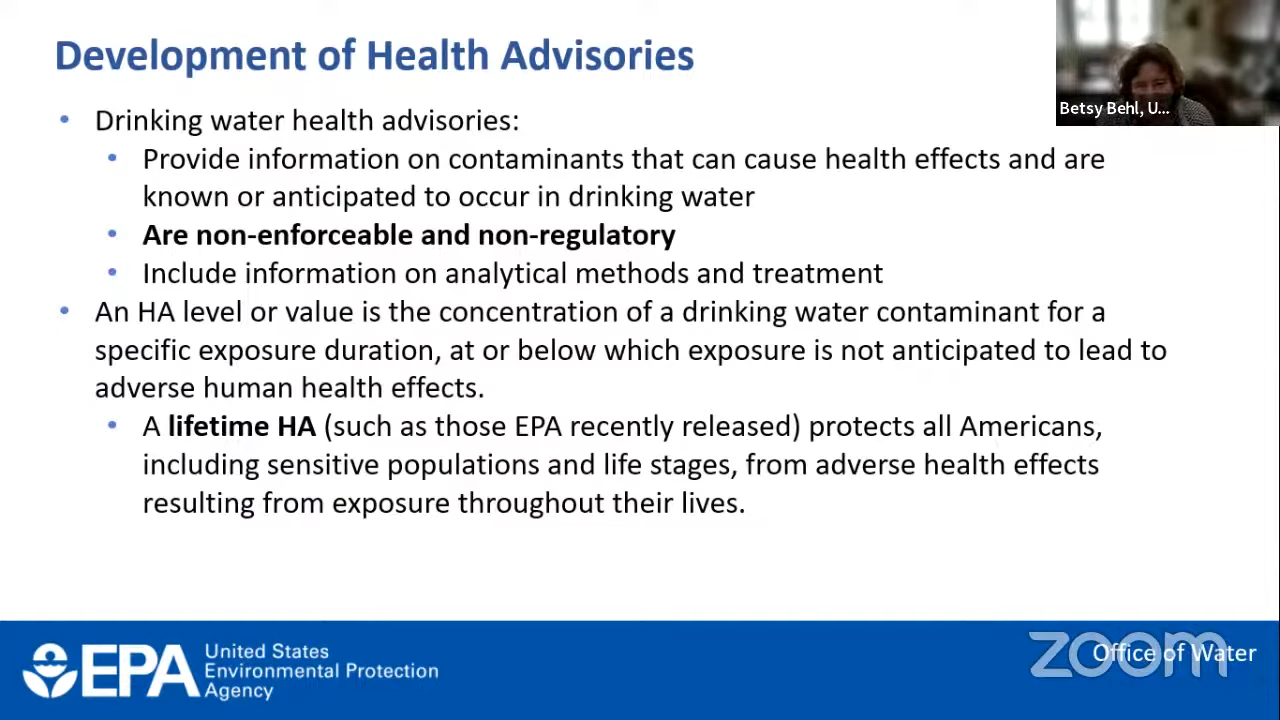 Development of Health Advisories
Betsy Behl, U...
• Drinking water health advisories:
• Provide information on contaminants that can cause health effects and are
known or anticipated to occur in drinking water
• Are non-enforceable and non-regulatory
• Include information on analytical methods and treatment
• An HA level or value is the concentration of a drinking water contaminant for a
specific exposure duration, at or below which exposure is not anticipated to lead to
adverse human health effects.
• A lifetime HA (such as those EPA recently released) protects all Americans,
including sensitive populations and life stages, from adverse health effects
resulting from exposure throughout their lives.
EPA
United States
Environmental Protection
Agency
Office of Water
zoom